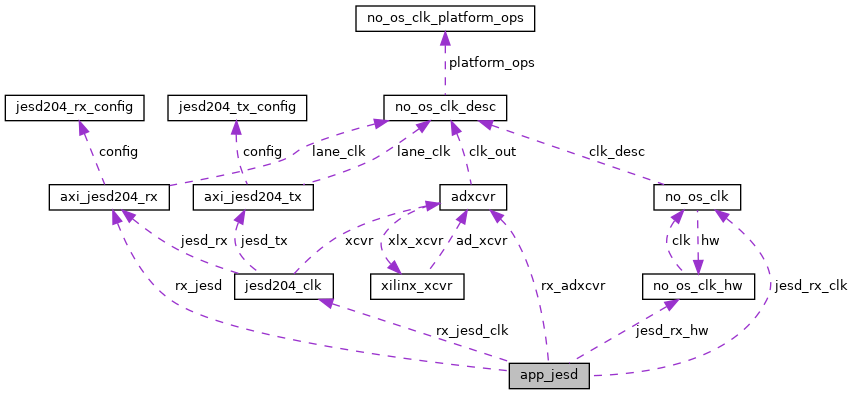 no_os_clk_platform_ops
platform_ops
jesd204_rx_config
jesd204_tx_config
no_os_clk_desc
config
config
lane_clk
lane_clk
clk_out
clk_desc
axi_jesd204_rx
axi_jesd204_tx
adxcvr
no_os_clk
jesd_rx
jesd_tx
xcvr
xlx_xcvr
ad_xcvr
clk
hw
rx_jesd
jesd204_clk
xilinx_xcvr
rx_adxcvr
no_os_clk_hw
jesd_rx_clk
rx_jesd_clk
jesd_rx_hw
app_jesd